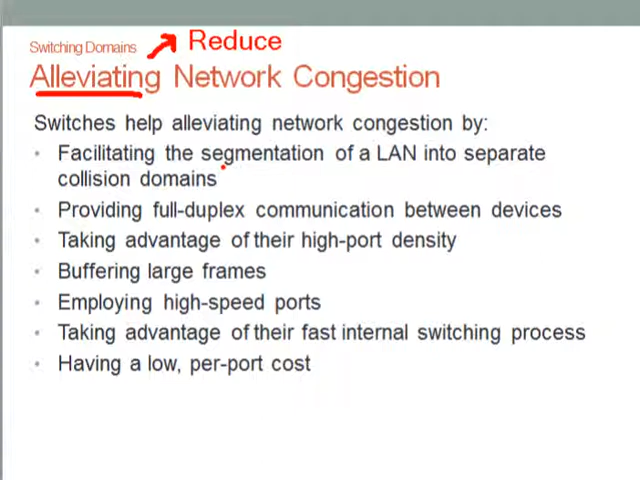 Switching Domains
Reduce
Alleviating Network Congestion
Switches help alleviating network congestion by:
• Facilitating the segmentation of a LAN into separate
collision domains
• Providing full-duplex communication between devices
• Taking advantage of their high-port density
• Buffering large frames
• Employing high-speed ports
• Taking advantage of their fast internal switching process
• Having a low, per-port cost